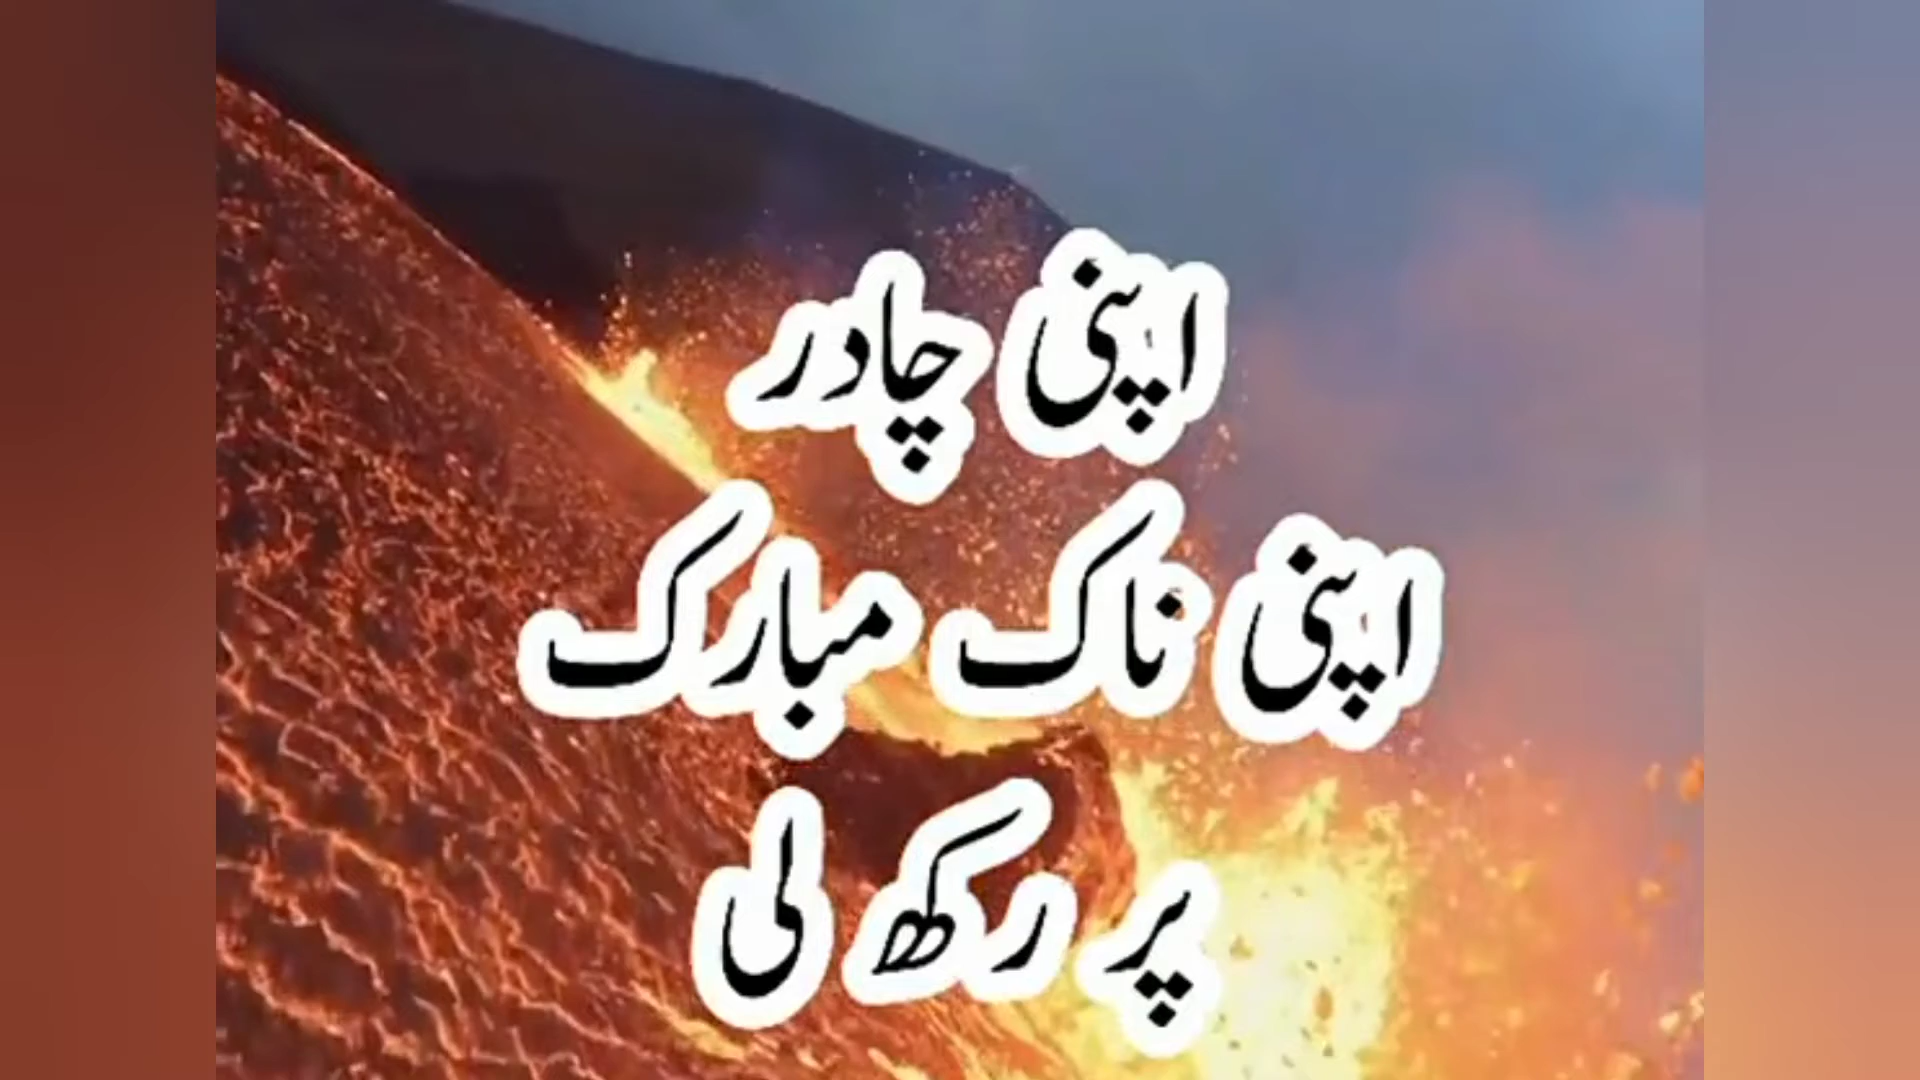 اپنی چادر
اپنی ناک مبارک
پر رکھ لی